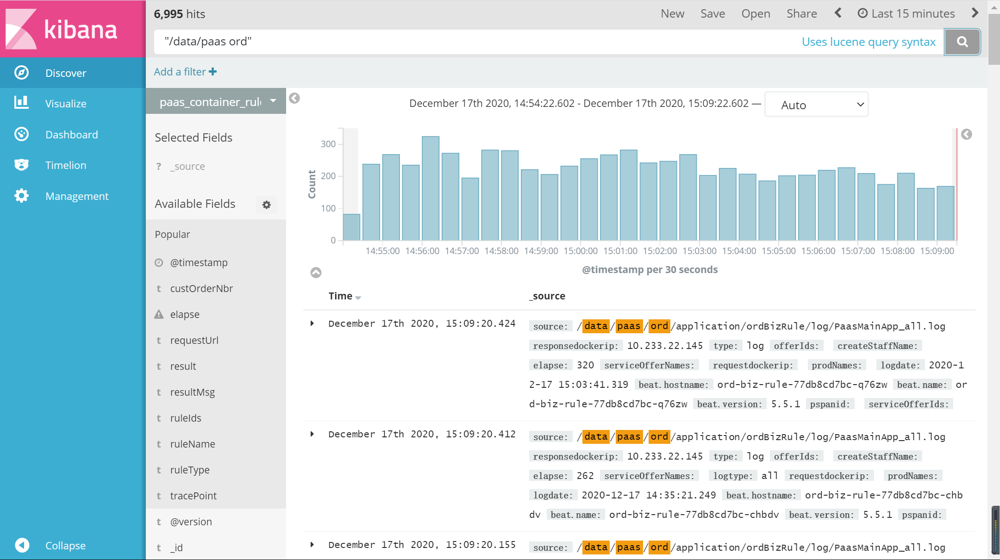 kibana
Discover
Visualize
Dashboard
Timelion
Management
Collapse
6,995 hits
New Save Open Share Last 15 minutes
"/data/paas ord" Uses lucene query syntax
Add a filter
paas_container_rul
Selected Fields
? _source
Available Fields
Popular
@timestamp
t custOrderNbr
elapse
t requestUrl
t result
t resultMsg
t ruleIds
t ruleName
t ruleType
t tracePoint
t @version
t _id
December 17th 2020, 14:54:22.602 - December 17th 2020, 15:09:22.602 — Auto
Count
300
200
100
0
14:55:00 14:56:00 14:57:00 14:58:00 14:59:00 15:00:00 15:01:00 15:02:00 15:03:00 15:04:00 15:05:00 15:06:00 15:07:00 15:08:00 15:09:00
@timestamp per 30 seconds
Time _source
December 17th 2020, 15:09:20.424 source: /data/paas/ord/application/ordBizRule/log/PaasMainApp_all.log
responsedockerip: 10.233.22.145 type: log offerIds: createStaffName:
elapse: 320 serviceOfferNames: requestdockerip: prodNames: logdate: 2020-1
2-17 15:03:41.319 beat.hostname: ord-biz-rule-77db8cd7bc-q76zw beat.name: or
d-biz-rule-77db8cd7bc-q76zw beat.version: 5.5.1 pspanid: serviceOfferIds:
December 17th 2020, 15:09:20.412 source: /data/paas/ord/application/ordBizRule/log/PaasMainApp_all.log
responsedockerip: 10.233.22.145 type: log offerIds: createStaffName:
elapse: 262 serviceOfferNames: logtype: all requestdockerip: prodNames:
logdate: 2020-12-17 14:35:21.249 beat.hostname: ord-biz-rule-77db8cd7bc-chb
dv beat.name: ord-biz-rule-77db8cd7bc-chbdv beat.version: 5.5.1 pspanid:
December 17th 2020, 15:09:20.155 source: /data/paas/ord/application/ordBizRule/log/PaasMainApp_all.log